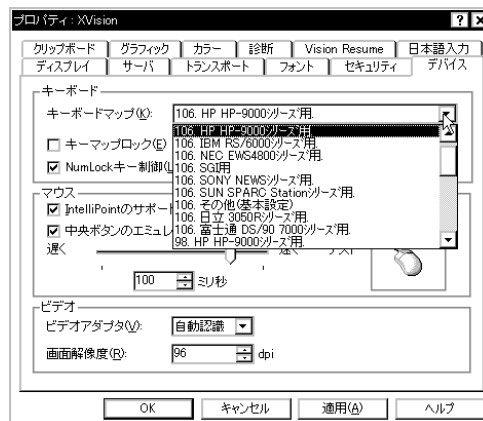 プロパティ : XVision
クリップボード グラフィック カラー 診断 Vision Resume 日本語入力
ディスプレイ サーバ トランスポート フォント セキュリティ デバイス
キーボード
キーボードマップ(K): 106. HP HP-9000シリーズ用.
106. HP HP-9000シリーズ用.
キーマップロック(E) 106. IBM RS/6000シリーズ用.
106. NEC EWS4800シリーズ用.
NumLockキー制御(L 106. SGI用
106. SONY NEWSシリーズ用.
マウス 106. SUN SPARC Stationシリーズ用.
IntelliPointのサポート 106. その他(基本設定)
106. 日立 3050Rシリーズ用.
中央ボタンのエミュレ 106. 富士通 DS/90 7000シリーズ用.
98. HP HP-9000シリーズ用.
遅く 速く テスト
100 ミリ秒
ビデオ
ビデオアダプタ(V): 自動認識
画面解像度(R): 96 dpi
OK キャンセル 適用(A) ヘルプ